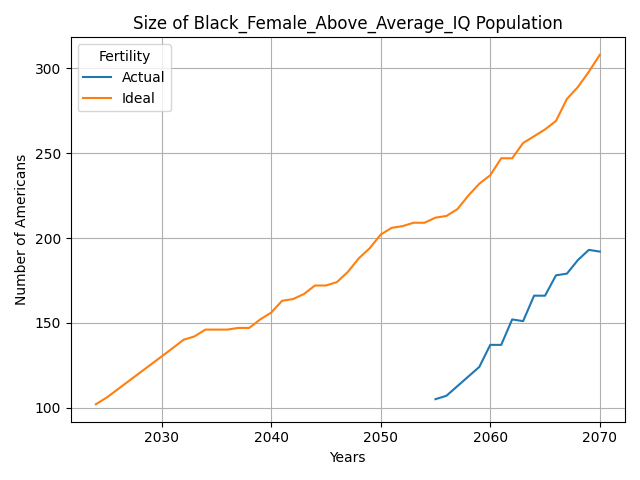 Size of Black_Female_Above_Average_IQ Population
Fertility
Actual
Ideal
Number of Americans
300
250
200
150
100
2030 2040 2050 2060 2070
Years